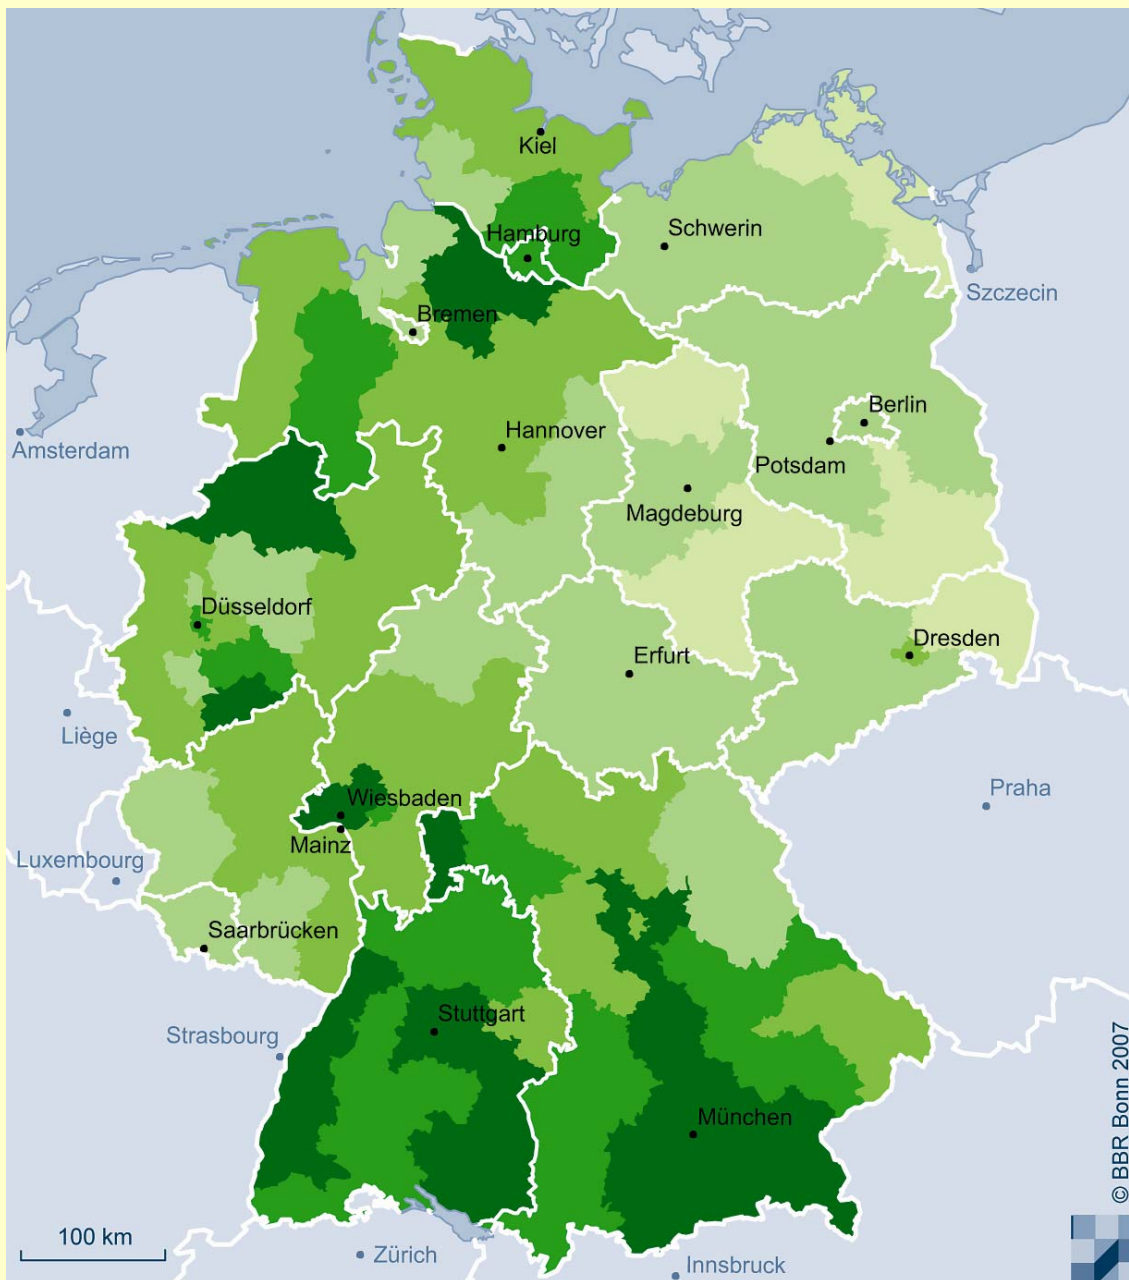 Kiel
Hamburg
Schwerin
Szczecin
Bremen
Berlin
Amsterdam
Hannover
Potsdam
Magdeburg
Düsseldorf
Dresden
Erfurt
Liège
Wiesbaden
Praha
Mainz
Luxembourg
Saarbrücken
Stuttgart
Strasbourg
München
© BBR Bonn 2007
100 km
Zürich
Innsbruck